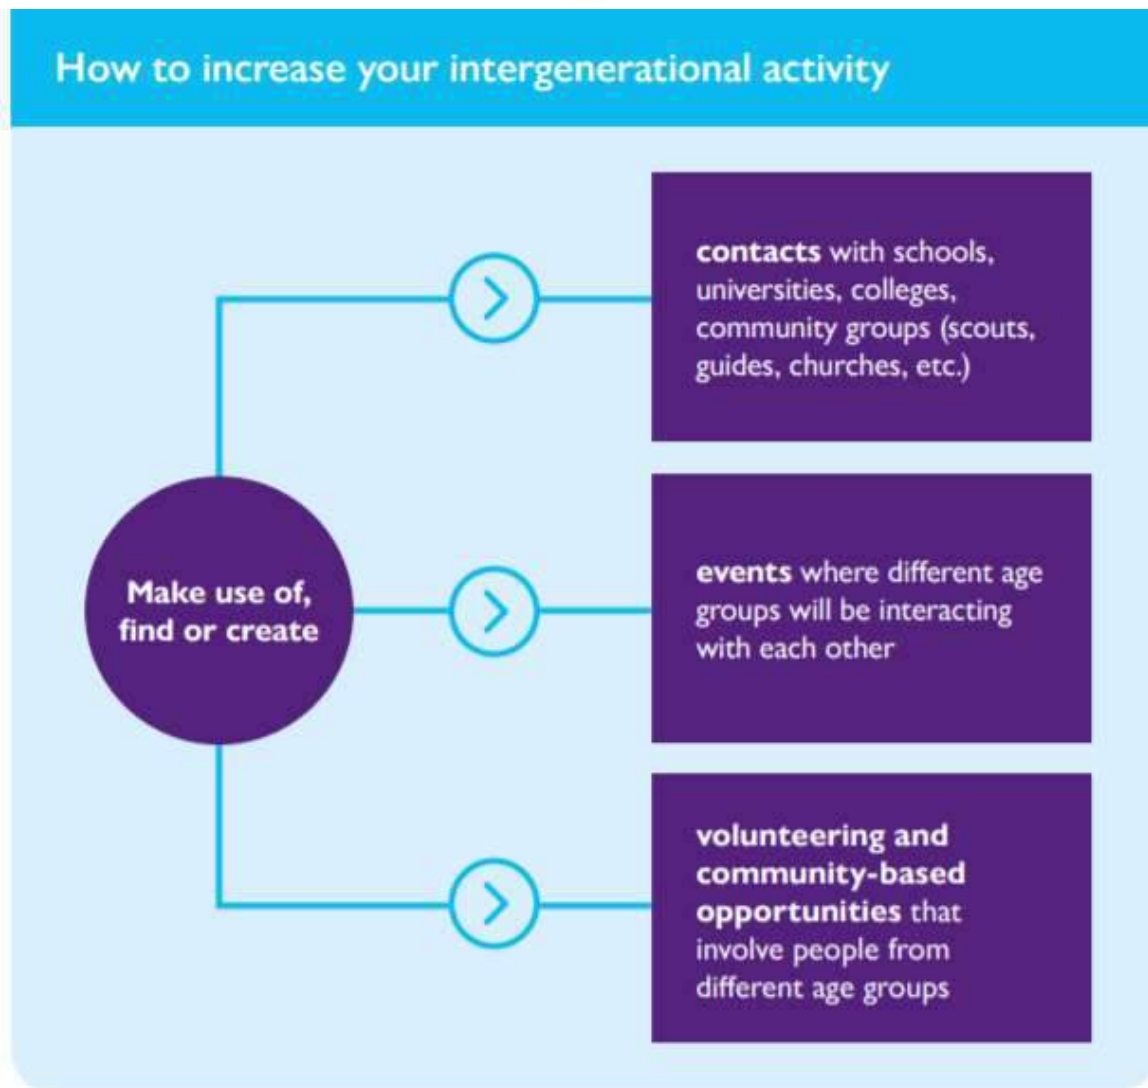 How to increase your intergenerational activity
Make use of,
find or create
contacts with schools,
universities, colleges,
community groups (scouts,
guides, churches, etc.)
events where different age
groups will be interacting
with each other
volunteering and
community-based
opportunities that
involve people from
different age groups